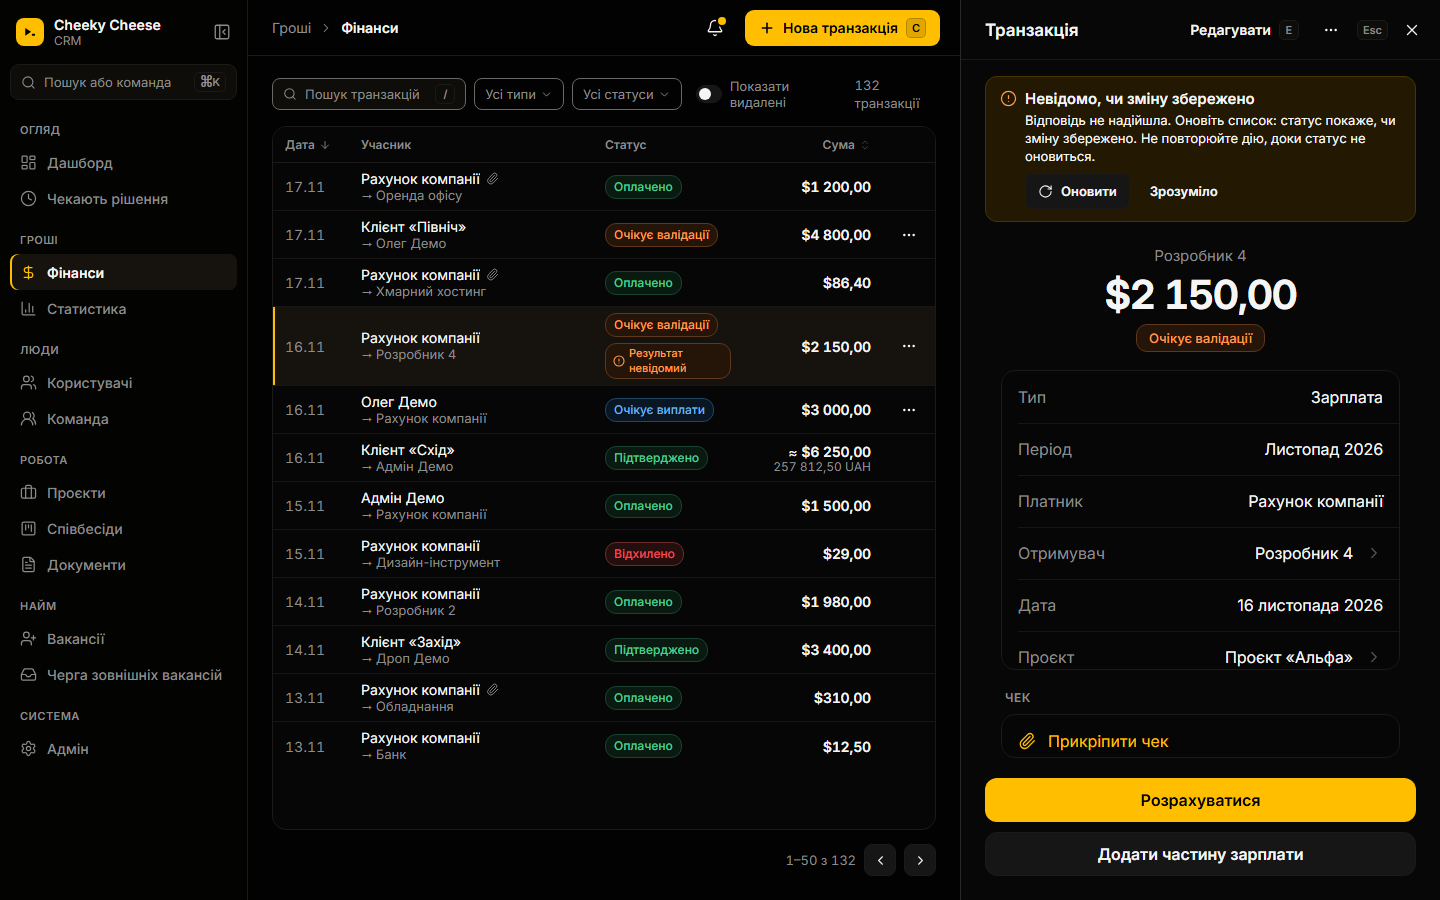 Cheeky Cheese
CRM
Пошук або команда
⌘K
ОГЛЯД
Дашборд
Чекають рішення
ГРОШІ
Фінанси
Статистика
ЛЮДИ
Користувачі
Команда
РОБОТА
Проєкти
Співбесіди
Документи
НАЙМ
Вакансії
Черга зовнішніх вакансій
СИСТЕМА
Адмін
Гроші > Фінанси
+ Нова транзакція C
Пошук транзакцій /
Усі типи
Усі статуси
Показати
видалені
132
транзакції
Дата ↓ Учасник Статус Сума
17.11 Рахунок компанії Оплачено $1 200,00
→ Оренда офісу
17.11 Клієнт «Північ» Очікує валідації $4 800,00 ···
→ Олег Демо
17.11 Рахунок компанії Оплачено $86,40
→ Хмарний хостинг
16.11 Рахунок компанії Очікує валідації $2 150,00 ···
→ Розробник 4
Результат
невідомий
16.11 Олег Демо Очікує виплати $3 000,00 ···
→ Рахунок компанії
16.11 Клієнт «Схід» Підтверджено ≈ $6 250,00
→ Адмін Демо 257 812,50 UAH
15.11 Адмін Демо Оплачено $1 500,00
→ Рахунок компанії
15.11 Рахунок компанії Відхилено $29,00
→ Дизайн-інструмент
14.11 Рахунок компанії Оплачено $1 980,00
→ Розробник 2
14.11 Клієнт «Захід» Підтверджено $3 400,00
→ Дроп Демо
13.11 Рахунок компанії Оплачено $310,00
→ Обладнання
13.11 Рахунок компанії Оплачено $12,50
→ Банк
1–50 з 132
Транзакція
Редагувати E
···
Esc
Невідомо, чи зміну збережено
Відповідь не надійшла. Оновіть список: статус покаже, чи
зміну збережено. Не повторюйте дію, доки статус не
оновиться.
Оновити
Зрозуміло
Розробник 4
$2 150,00
Очікує валідації
Тип Зарплата
Період Листопад 2026
Платник Рахунок компанії
Отримувач Розробник 4
Дата 16 листопада 2026
Проєкт Проєкт «Альфа»
ЧЕК
Прикріпити чек
Розрахуватися
Додати частину зарплати